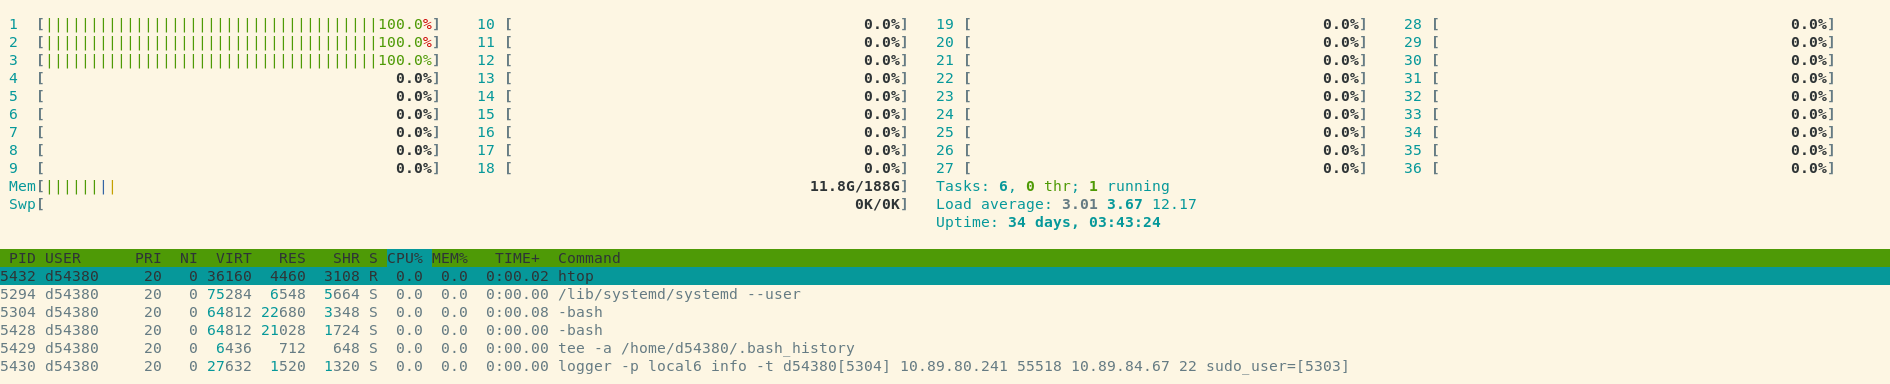 1 [|||||||||||||||||||||||||||||||||||||100.0%] 10 [ 0.0%] 19 [ 0.0%] 28 [ 0.0%]
2 [|||||||||||||||||||||||||||||||||||||100.0%] 11 [ 0.0%] 20 [ 0.0%] 29 [ 0.0%]
3 [|||||||||||||||||||||||||||||||||||||100.0%] 12 [ 0.0%] 21 [ 0.0%] 30 [ 0.0%]
4 [ 0.0%] 13 [ 0.0%] 22 [ 0.0%] 31 [ 0.0%]
5 [ 0.0%] 14 [ 0.0%] 23 [ 0.0%] 32 [ 0.0%]
6 [ 0.0%] 15 [ 0.0%] 24 [ 0.0%] 33 [ 0.0%]
7 [ 0.0%] 16 [ 0.0%] 25 [ 0.0%] 34 [ 0.0%]
8 [ 0.0%] 17 [ 0.0%] 26 [ 0.0%] 35 [ 0.0%]
9 [ 0.0%] 18 [ 0.0%] 27 [ 0.0%] 36 [ 0.0%]
Mem[|||||||| 11.8G/188G] Tasks: 6, 0 thr; 1 running
Swp[ 0K/0K] Load average: 3.01 3.67 12.17
Uptime: 34 days, 03:43:24
PID USER PRI NI VIRT RES SHR S CPU% MEM% TIME+ Command
5432 d54380 20 0 36160 4460 3108 R 0.0 0.0 0:00.02 htop
5294 d54380 20 0 75284 6548 5664 S 0.0 0.0 0:00.00 /lib/systemd/systemd --user
5304 d54380 20 0 64812 22680 3348 S 0.0 0.0 0:00.08 -bash
5428 d54380 20 0 64812 21028 1724 S 0.0 0.0 0:00.00 -bash
5429 d54380 20 0 6436 712 648 S 0.0 0.0 0:00.00 tee -a /home/d54380/.bash_history
5430 d54380 20 0 27632 1520 1320 S 0.0 0.0 0:00.00 logger -p local6 info -t d54380[5304] 10.89.80.241 55518 10.89.84.67 22 sudo_user=[5303]